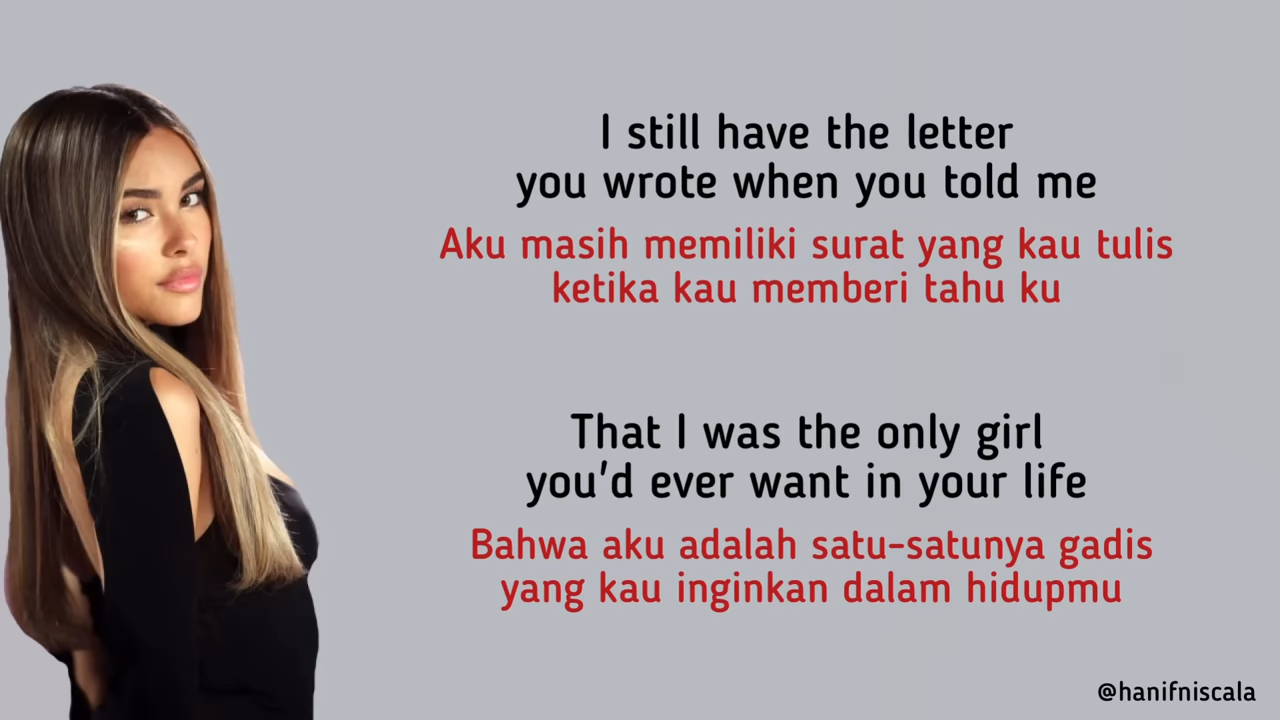 I still have the letter
you wrote when you told me
Aku masih memiliki surat yang kau tulis
ketika kau memberi tahu ku
That I was the only girl
you'd ever want in your life
Bahwa aku adalah satu-satunya gadis
yang kau inginkan dalam hidupmu
@hanifniscala